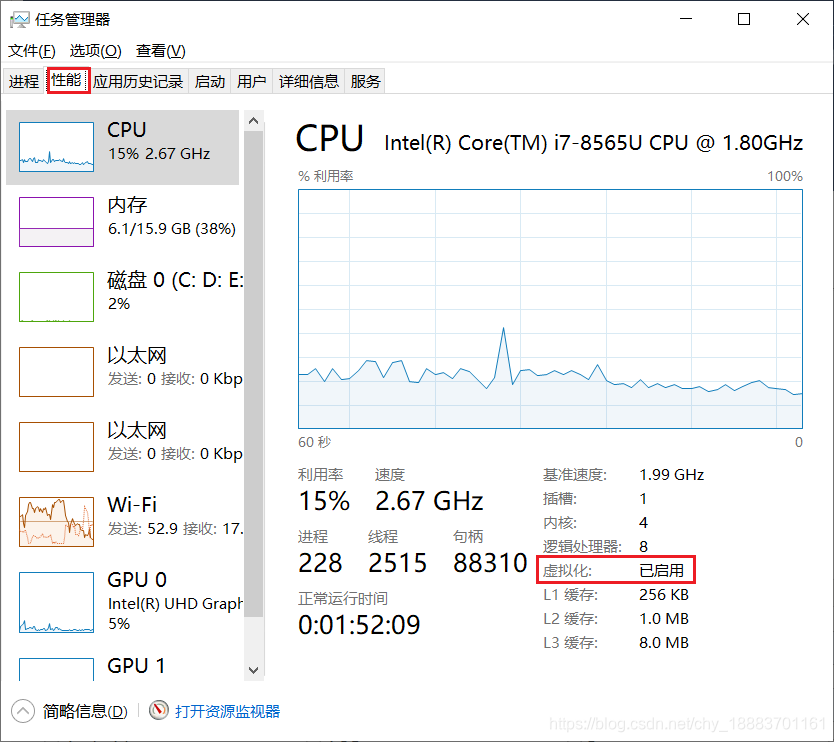 任务管理器
文件(F) 选项(O) 查看(V)
进程 性能 应用历史记录 启动 用户 详细信息 服务
CPU
15% 2.67 GHz
内存
6.1/15.9 GB (38%)
磁盘 0 (C: D: E:
2%
以太网
发送: 0 接收: 0 Kbp
以太网
发送: 0 接收: 0 Kbp
Wi-Fi
发送: 52.9 接收: 17.
GPU 0
Intel(R) UHD Graph
5%
GPU 1
CPU Intel(R) Core(TM) i7-8565U CPU @ 1.80GHz
% 利用率 100%
60 秒 0
利用率 速度
15% 2.67 GHz
进程 线程 句柄
228 2515 88310
正常运行时间
0:01:52:09
基准速度: 1.99 GHz
插槽: 1
内核: 4
逻辑处理器: 8
虚拟化: 已启用
L1 缓存: 256 KB
L2 缓存: 1.0 MB
L3 缓存: 8.0 MB
简略信息(D) 打开资源监视器
https://blog.csdn.net/chy_18883701161